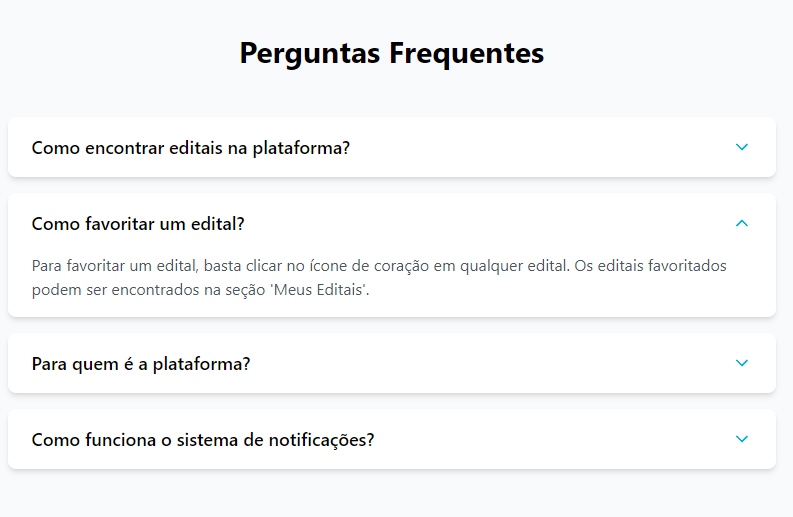 Perguntas Frequentes
Como encontrar editais na plataforma?
Como favoritar um edital?
Para favoritar um edital, basta clicar no ícone de coração em qualquer edital. Os editais favoritados
podem ser encontrados na seção 'Meus Editais'.
Para quem é a plataforma?
Como funciona o sistema de notificações?